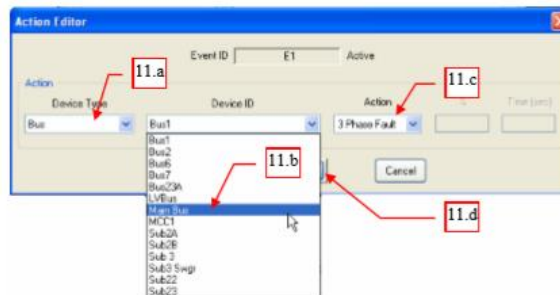 Action Editor
Event ID E1 Active
11.a
11.c
Action
Device Type Device ID Action % Time (sec)
Bus Bus1 3 Phase Fault
Bus1
Bus2
Bus6
Bus7
Bus23A
LVBus
Main Bus
MCC1
Sub2A
Sub2B
Sub 3
Sub3 Swgr
Sub22
Sub23
11.b
Cancel
11.d